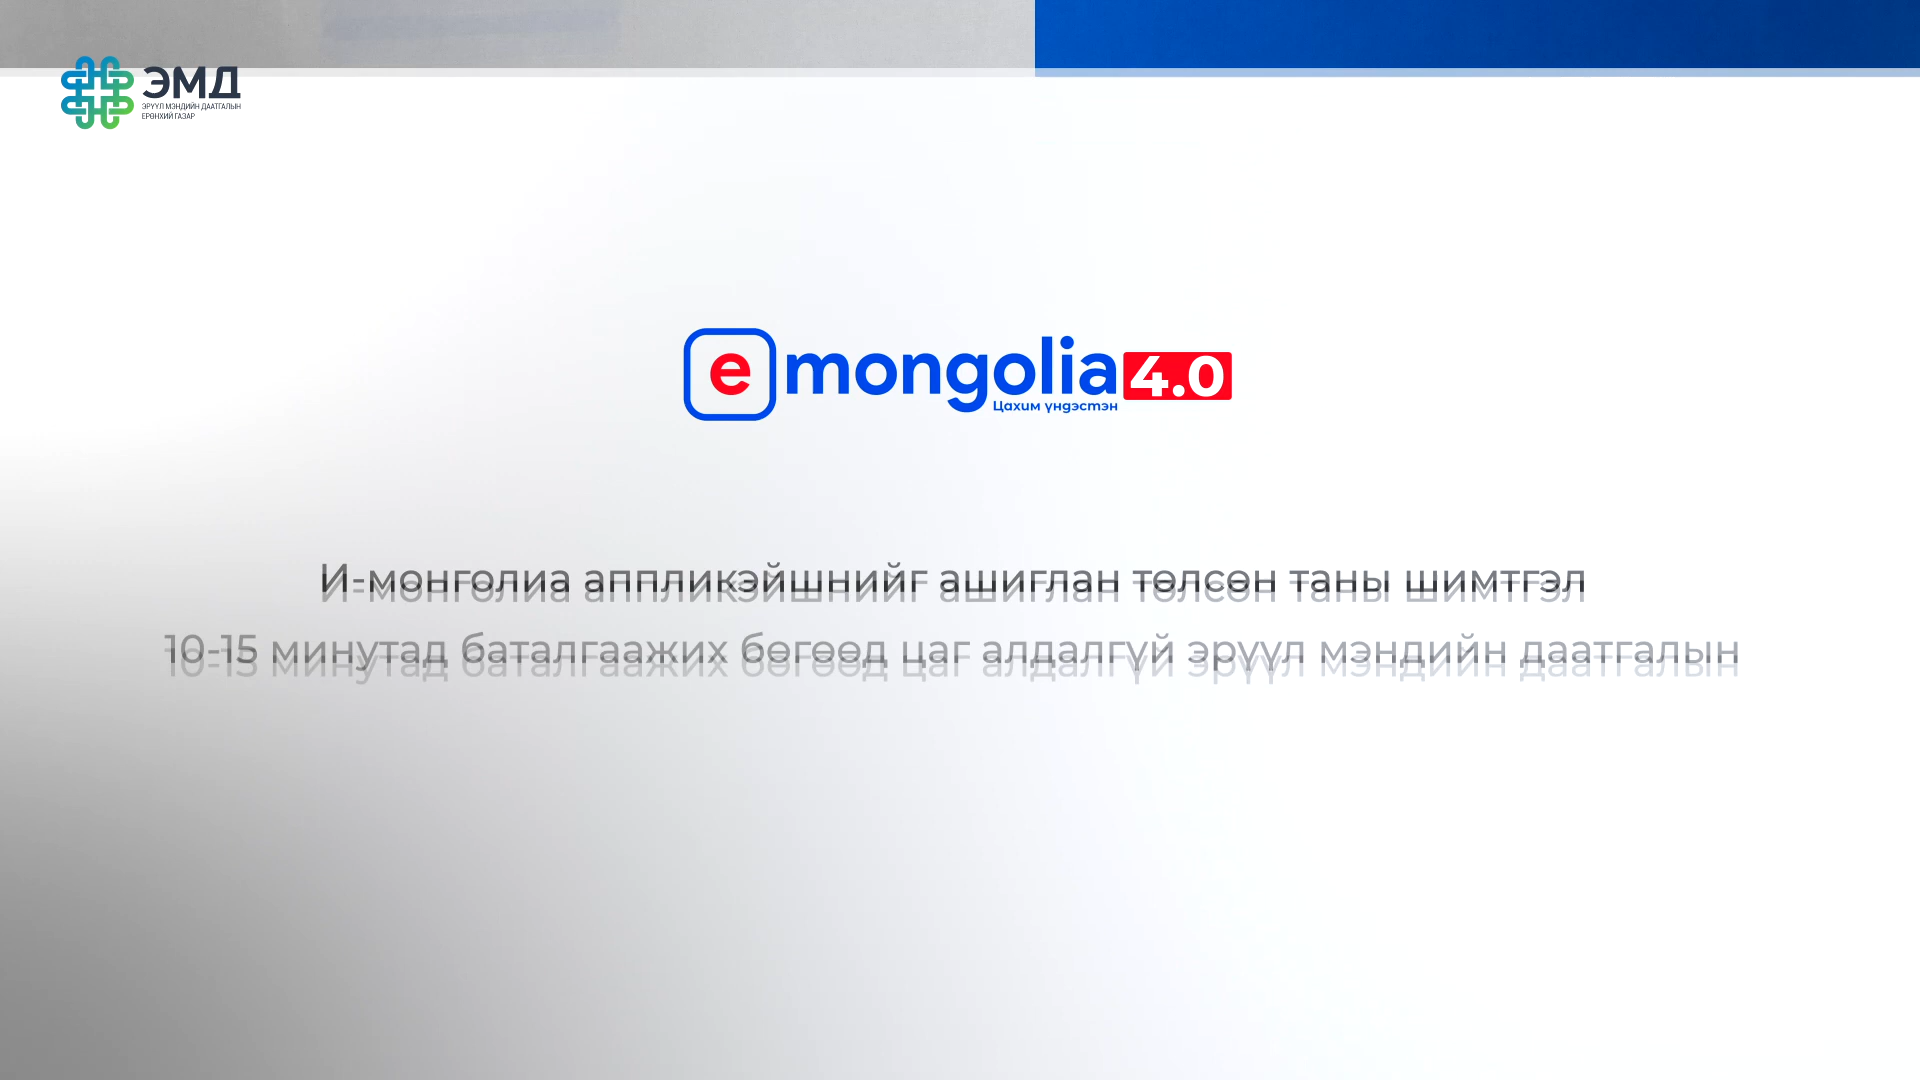 ЭМД
ЭРҮҮЛ МЭНДИЙН ДААТГАЛЫН
ЕРӨНХИЙ ГАЗАР
e mongolia 4.0
Цахим үндэстэн
И-монголиа аппликэйшнийг ашиглан төлсөн таны шимтгэл
10-15 минутад баталгаажих бөгөөд цаг алдалгүй эрүүл мэндийн даатгалын